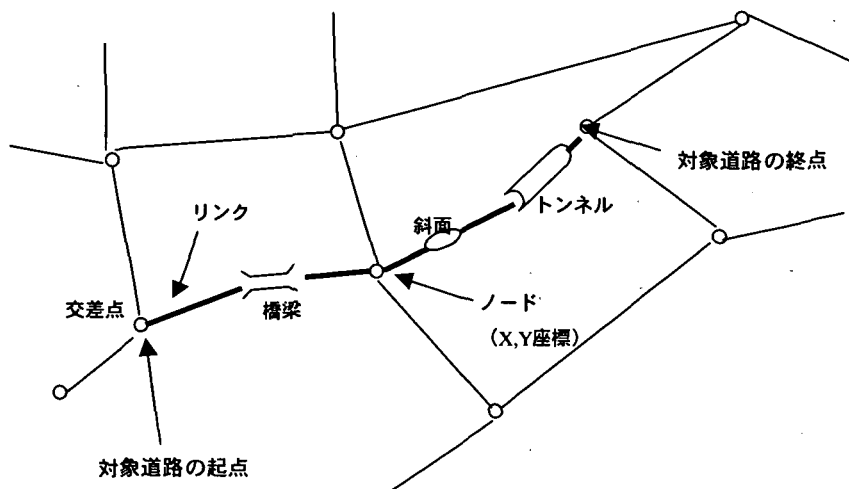 対象道路の終点
トンネル
斜面
リンク
橋梁
交差点
ノード
(X,Y座標)
対象道路の起点